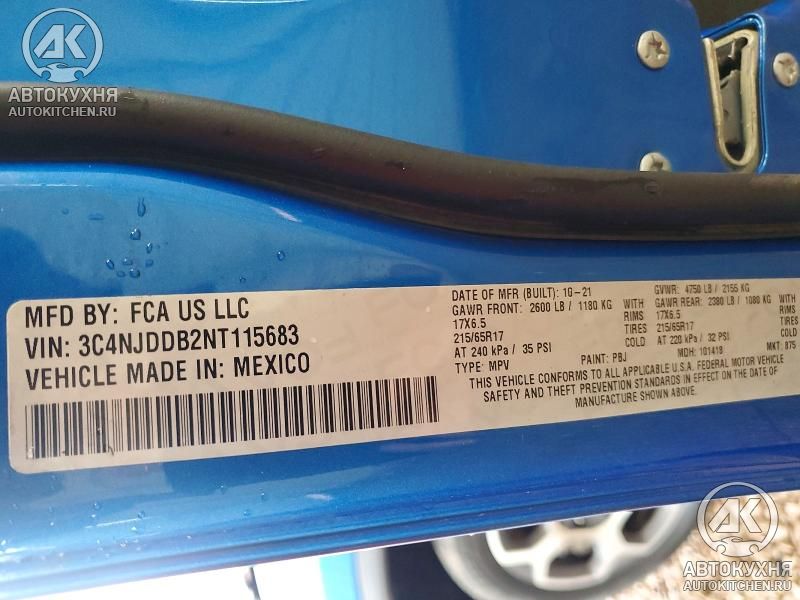 АК
АВТОКУХНЯ
AUTOKITCHEN.RU
MFD BY: FCA US LLC
VIN: 3C4NJDDB2NT115683
VEHICLE MADE IN: MEXICO
DATE OF MFR (BUILT): 10-21 GVWR: 4750 LB / 2155 KG
GAWR FRONT: 2600 LB / 1180 KG WITH GAWR REAR: 2380 LB / 1080 KG WITH
17X6.5 RIMS 17X6.5 RIMS
215/65R17 215/65R17
AT 240 kPa / 35 PSI AT 220 kPa / 32 PSI
TYPE: MPV PAINT: PBJ MDH: 101418 MKT: 875
THIS VEHICLE CONFORMS TO ALL APPLICABLE U.S.A. FEDERAL MOTOR VEHICLE
SAFETY AND THEFT PREVENTION STANDARDS IN EFFECT ON THE DATE OF
MANUFACTURE SHOWN ABOVE.
АК
АВТОКУХНЯ
AUTOKITCHEN.RU